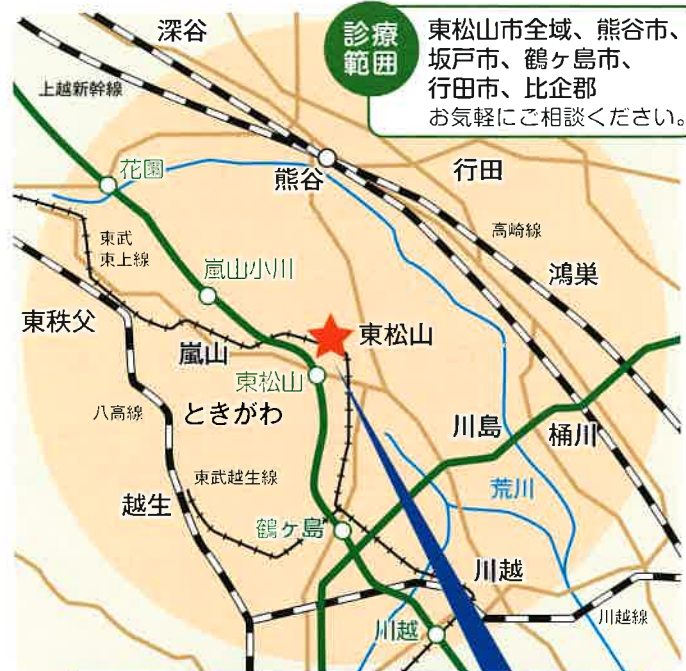 診療
範囲
東松山市全域、熊谷市、
坂戸市、鶴ヶ島市、
行田市、比企郡
お気軽にご相談ください。
深谷
上越新幹線
花園
熊谷
行田
高崎線
東武
東上線
嵐山小川
鴻巣
東秩父
嵐山
東松山
東松山
八高線
ときがわ
川島
桶川
東武越生線
荒川
越生
鶴ヶ島
川越
川越線
川越